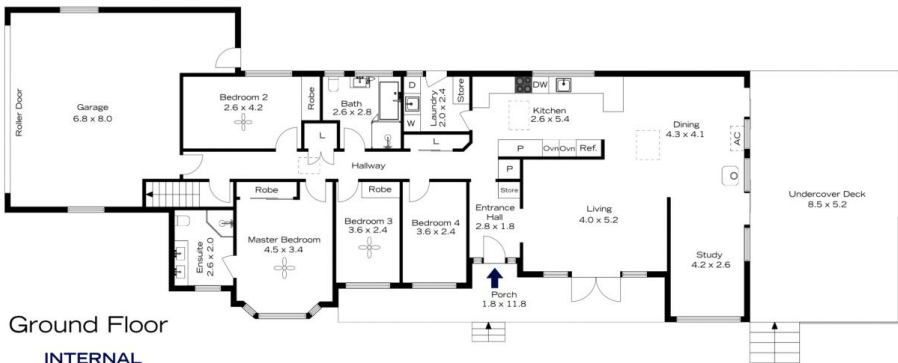 Roller Door
Garage
6.8 x 8.0
Bedroom 2
2.6 x 4.2
Robe
Bath
2.6 x 2.8
D
W
Laundry
2.0 x 2.4
Store
DW
Kitchen
2.6 x 5.4
Dining
4.3 x 4.1
AC
L
L
P
Ovn
Ovn
Ref.
Hallway
P
Store
Undercover Deck
8.5 x 5.2
Robe
Robe
Entrance
Hall
2.8 x 1.8
Living
4.0 x 5.2
Ensuite
2.6 x 2.0
Master Bedroom
4.5 x 3.4
Bedroom 3
3.6 x 2.4
Bedroom 4
3.6 x 2.4
Study
4.2 x 2.6
Porch
1.8 x 11.8
Ground Floor
INTERNAL